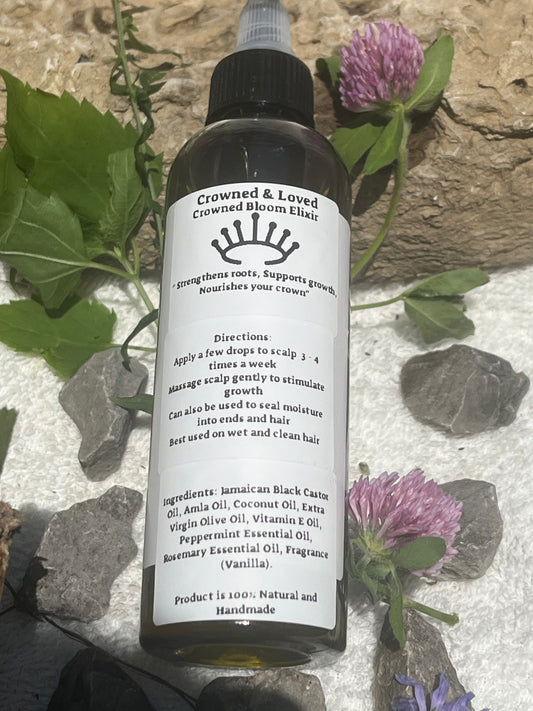 Crowned & Loved
Crowned Bloom Elixir
"Strengthens roots, Supports growth,
Nourishes your crown"
Directions:
Apply a few drops to scalp 3 - 4
times a week
Massage scalp gently to stimulate
growth
Can also be used to seal moisture
into ends and hair
Best used on wet and clean hair
Ingredients: Jamaican Black Castor
Oil, Amla Oil, Coconut Oil, Extra
Virgin Olive Oil, Vitamin E Oil,
Peppermint Essential Oil,
Rosemary Essential Oil, Fragrance
(Vanilla).
Product is 100% Natural and
Handmade